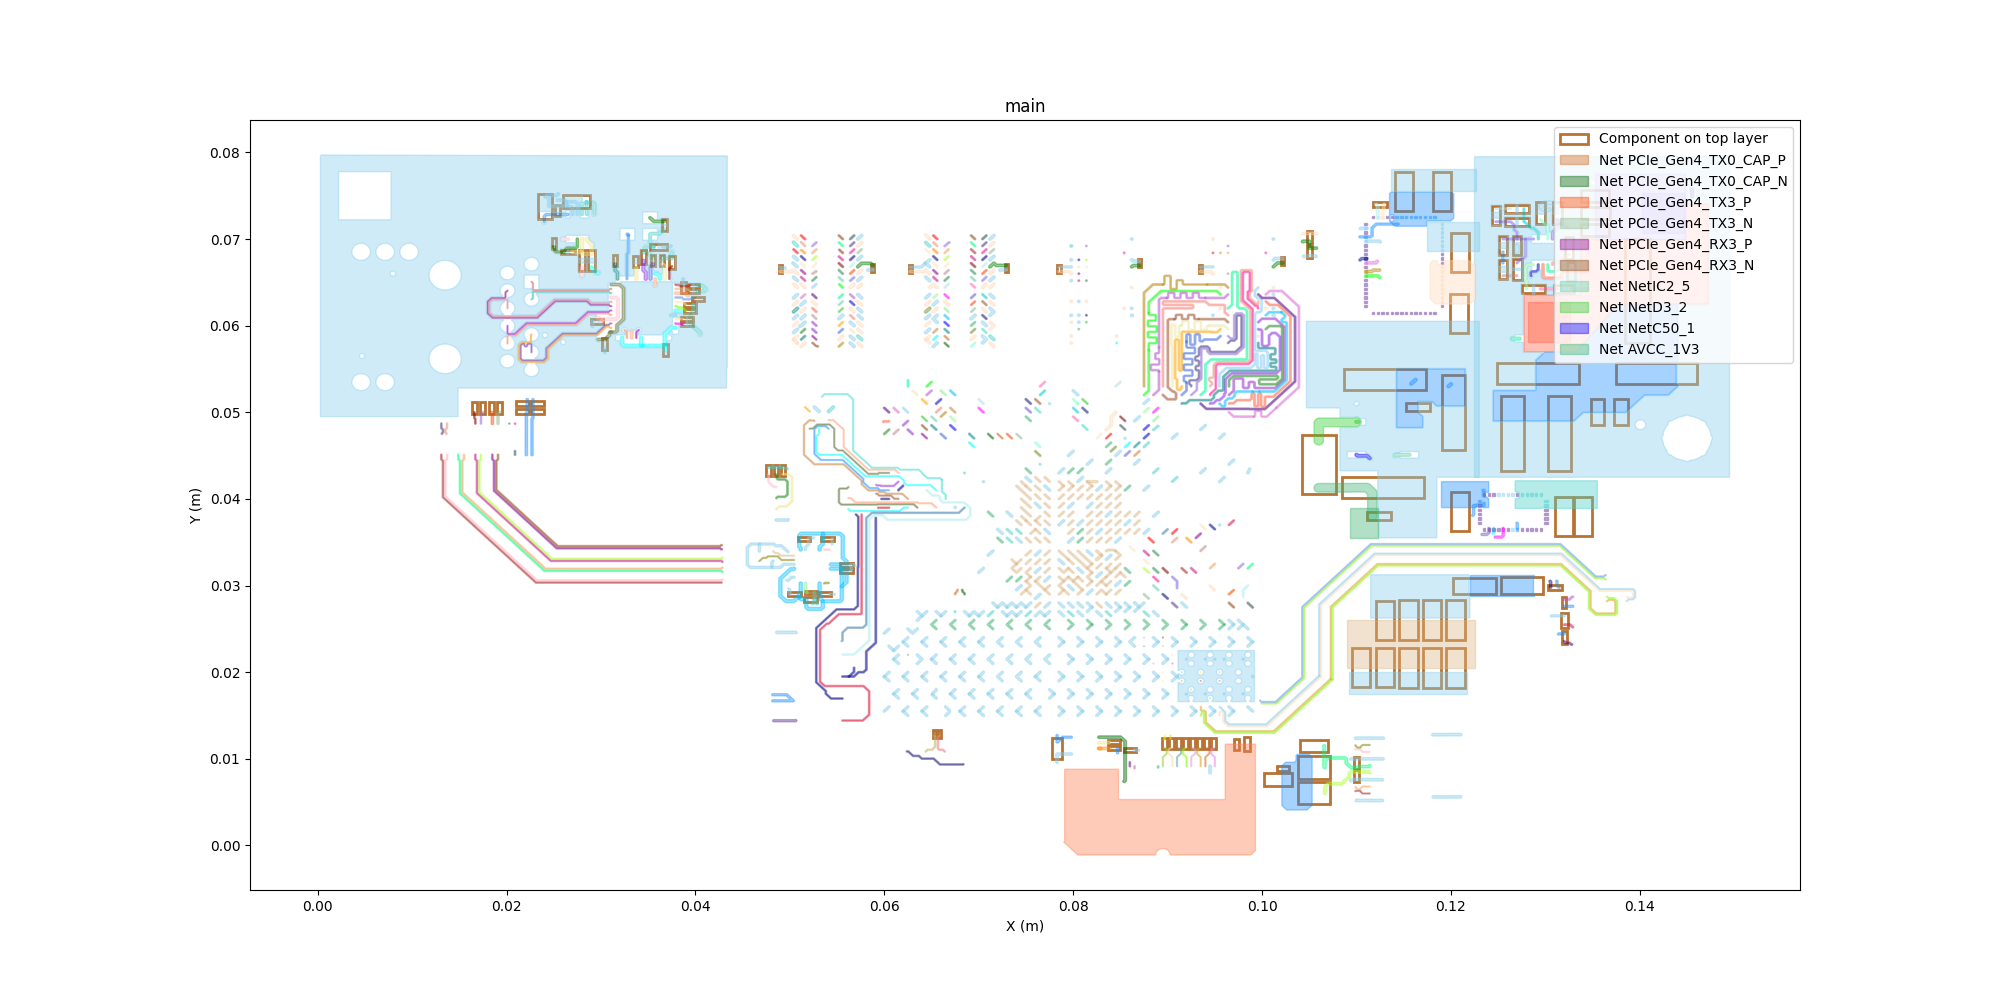 main
Component on top layer
Net PCIe_Gen4_TX0_CAP_P
Net PCIe_Gen4_TX0_CAP_N
Net PCIe_Gen4_TX3_P
Net PCIe_Gen4_TX3_N
Net PCIe_Gen4_RX3_P
Net PCIe_Gen4_RX3_N
Net NetIC2_5
Net NetD3_2
Net NetC50_1
Net AVCC_1V3
0.08
0.07
0.06
0.05
0.04
0.03
0.02
0.01
0.00
Y (m)
0.00 0.02 0.04 0.06 0.08 0.10 0.12 0.14
X (m)